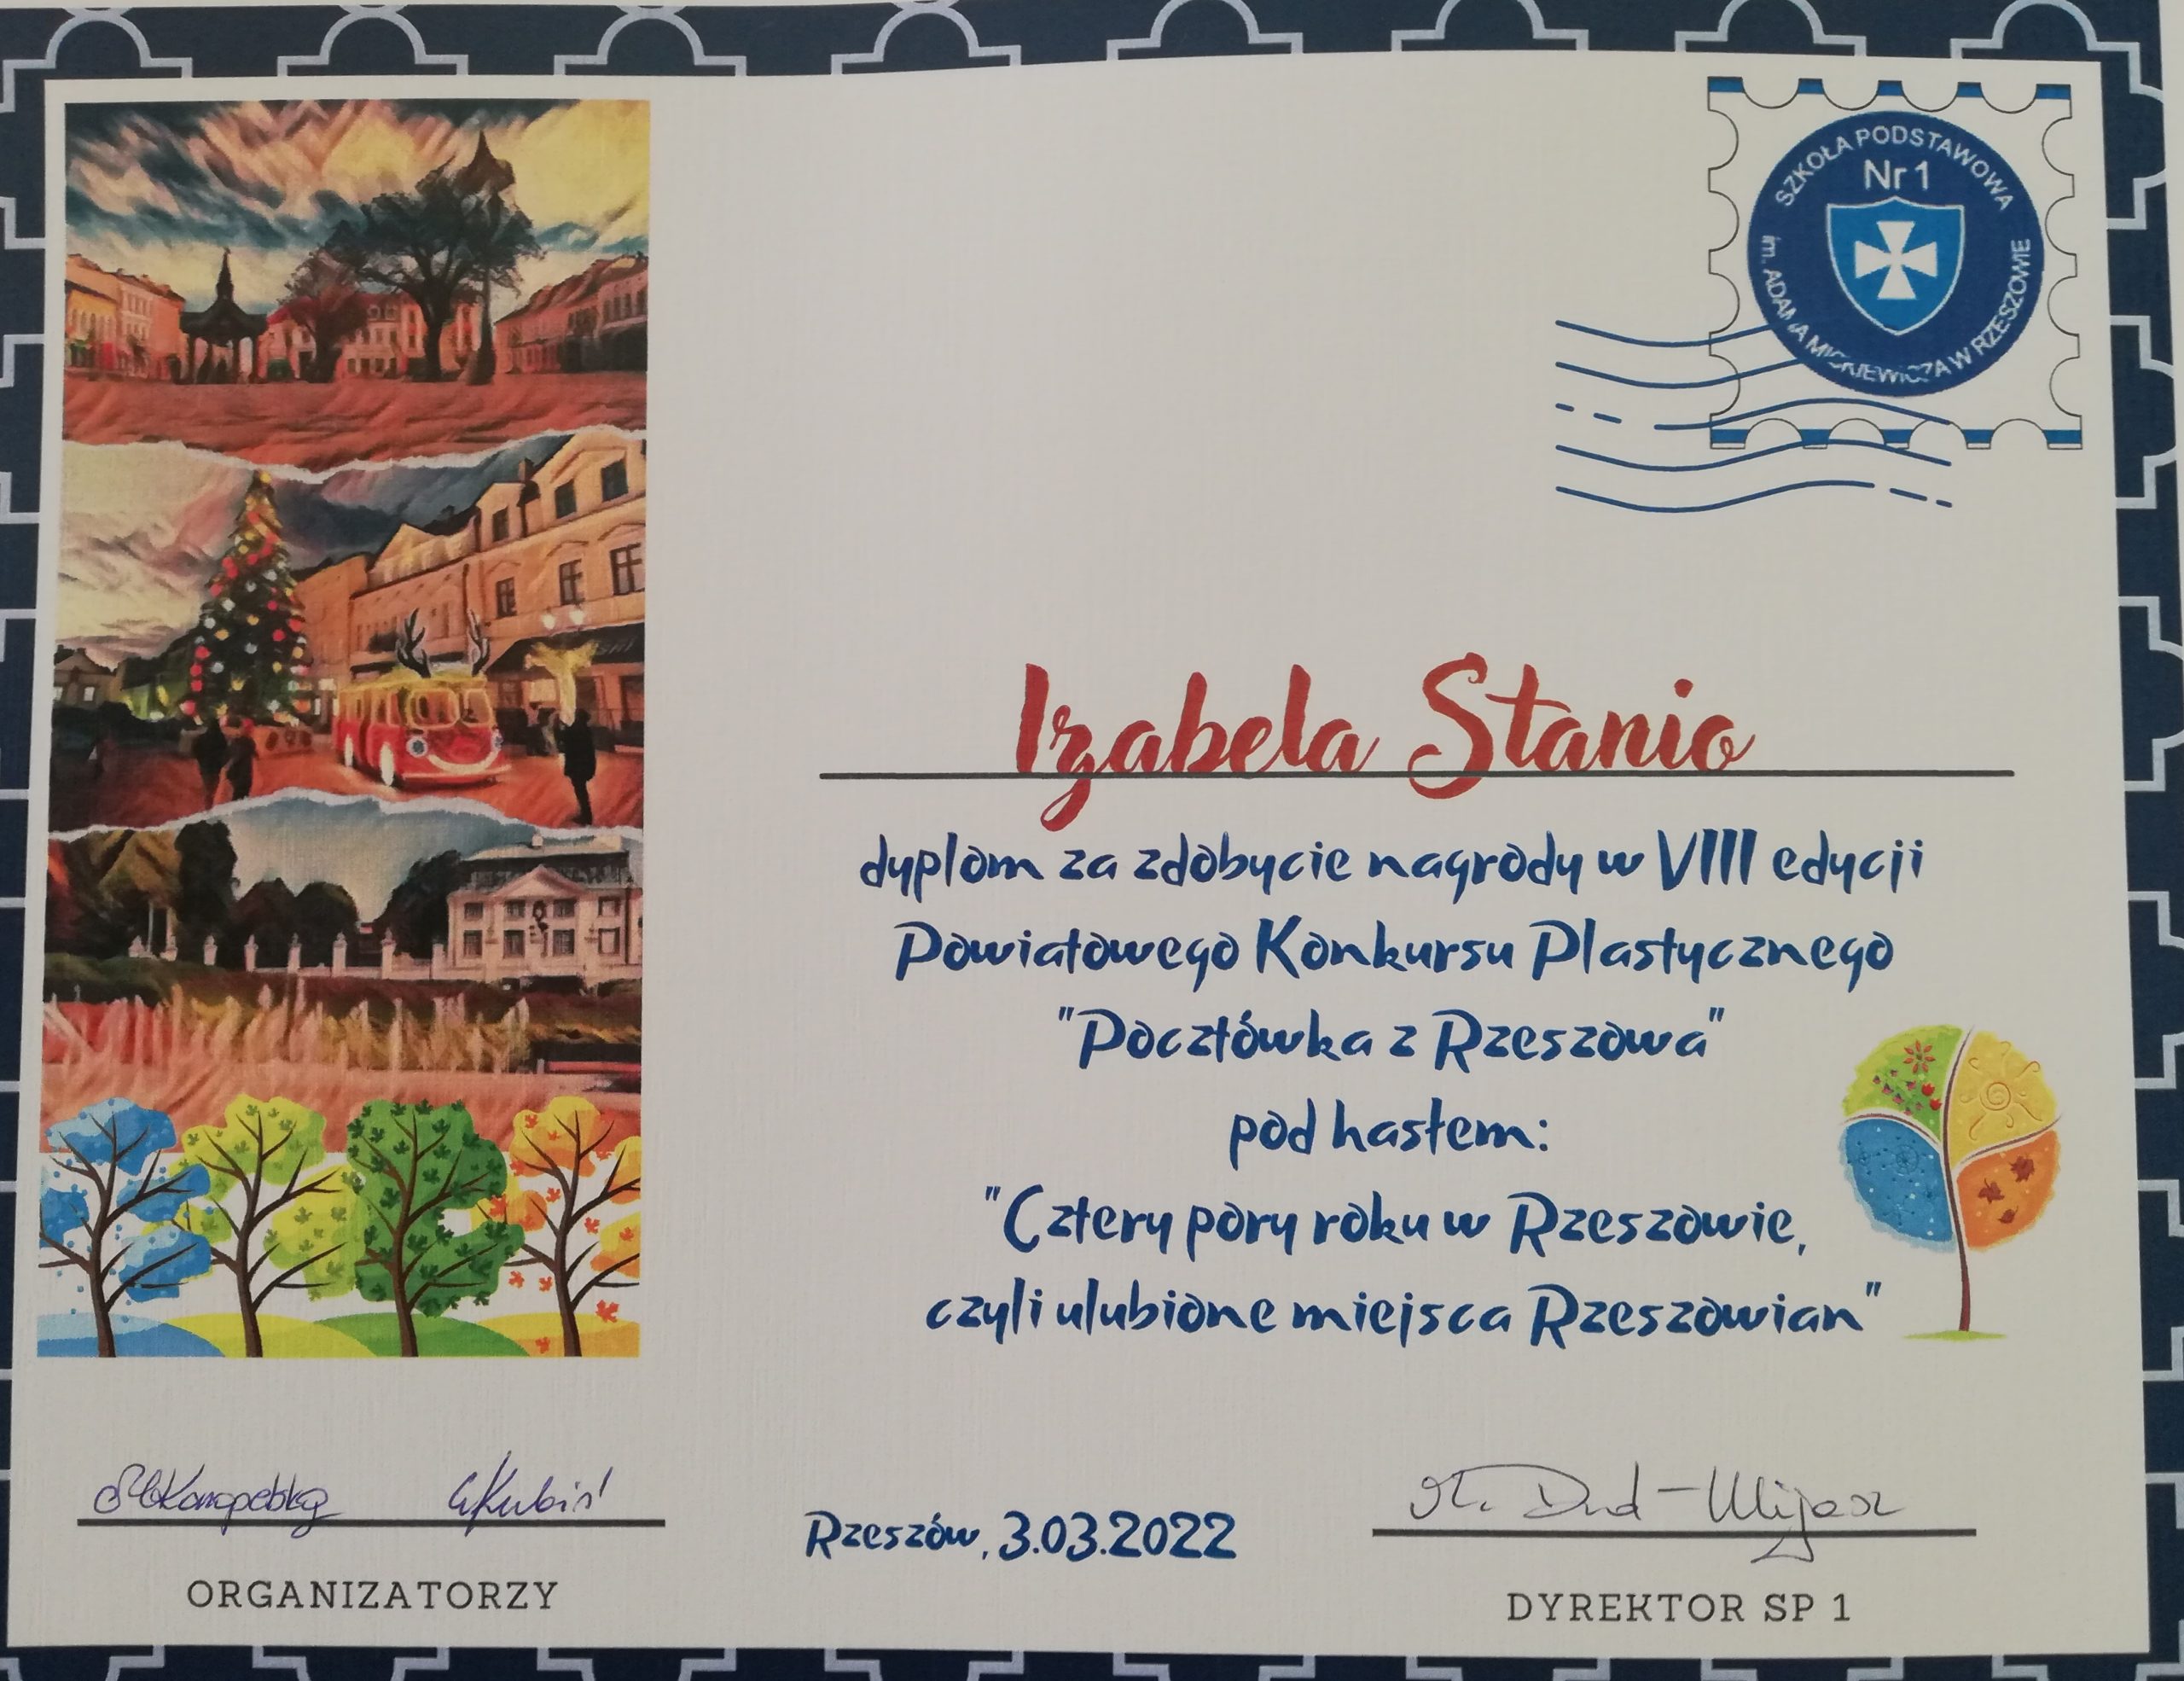 SZKOŁA PODSTAWOWA
Nr 1
im. ADAMA MICKIEWICZA W RZESZOWIE
Izabela Stanio
dyplom za zdobycie nagrody w VIII edycji
Powiatowego Konkursu Plastycznego
"Pocztówka z Rzeszowa"
pod hasłem:
"Cztery pory roku w Rzeszowie,
czyli ulubione miejsca Rzeszowian"
Rzeszów, 3.03.2022
ORGANIZATORZY
DYREKTOR SP 1